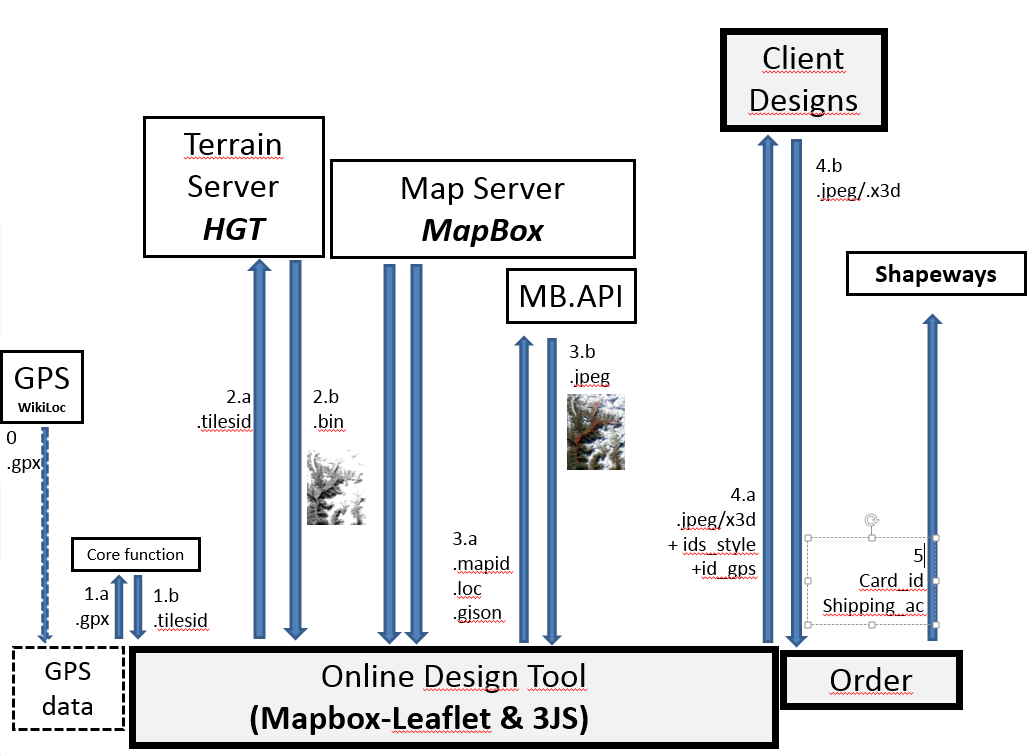 Client
Designs
Terrain
Server
HGT
Map Server
MapBox
4.b
.jpeg/.x3d
Shapeways
MB.API
GPS
WikiLoc
0
.gpx
2.a
.tilesid
2.b
.bin
3.b
.jpeg
3.a
.mapid
.loc
.gjson
4.a
.jpeg/x3d
+ ids_style
+id_gps
5
Card_id
Shipping_ac
Core function
1.a
.gpx
1.b
.tilesid
GPS
data
Online Design Tool
(Mapbox-Leaflet & 3JS)
Order